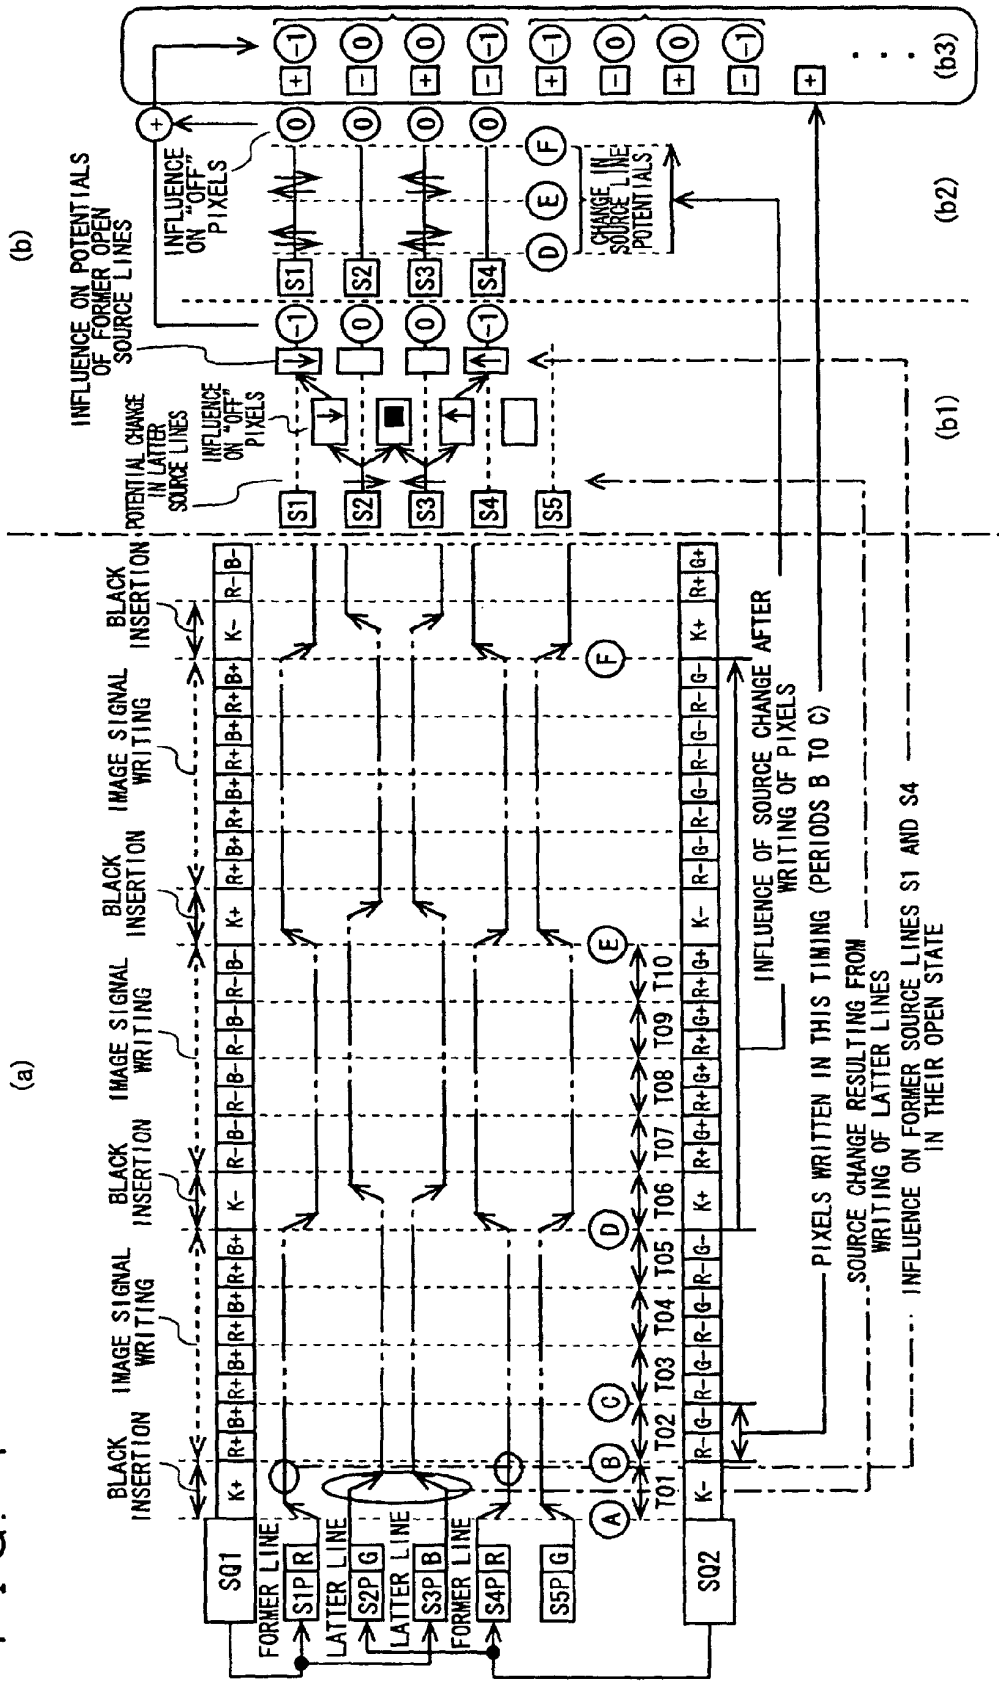 (a)
(b)
BLACK
INSERTION
IMAGE SIGNAL
WRITING
BLACK
INSERTION
IMAGE SIGNAL
WRITING
BLACK
INSERTION
IMAGE SIGNAL
WRITING
BLACK
INSERTION
SQ1 K+ R+ B+ R+ B+ R+ B+ R+ B+ K- R- B- R- B- R- B- R- B- K+ R+ B+ R+ B+ R+ B+ R+ B+ K- R- B-
FORMER LINE
S1P R
LATTER LINE
S2P G
LATTER LINE
S3P B
FORMER LINE
S4P R
S5P G
A B C D E F
T01 T02 T03 T04 T05 T06 T07 T08 T09 T10
SQ2 K- R- G- R- G- R- G- R- G- K+ R+ G+ R+ G+ R+ G+ R+ G+ K- R- G- R- G- R- G- R- G- K+ R+ G+
INFLUENCE OF SOURCE CHANGE AFTER
WRITING OF PIXELS
PIXELS WRITTEN IN THIS TIMING (PERIODS B TO C)
SOURCE CHANGE RESULTING FROM
WRITING OF LATTER LINES
INFLUENCE ON FORMER SOURCE LINES S1 AND S4
IN THEIR OPEN STATE
POTENTIAL CHANGE
IN LATTER
SOURCE LINES
INFLUENCE
ON "OFF"
PIXELS
INFLUENCE ON POTENTIALS
OF FORMER OPEN
SOURCE LINES
S1 -1
S2 0
S3 0
S4 -1
S5
(b1)
INFLUENCE
ON "OFF"
PIXELS
+
S1 0
S2 0
S3 0
S4 0
D E F
CHANGE IN
SOURCE LINE
POTENTIALS
(b2)
+ -1
- 0
+ 0
- -1
+ -1
- 0
+ 0
- -1
+
. . .
(b3)